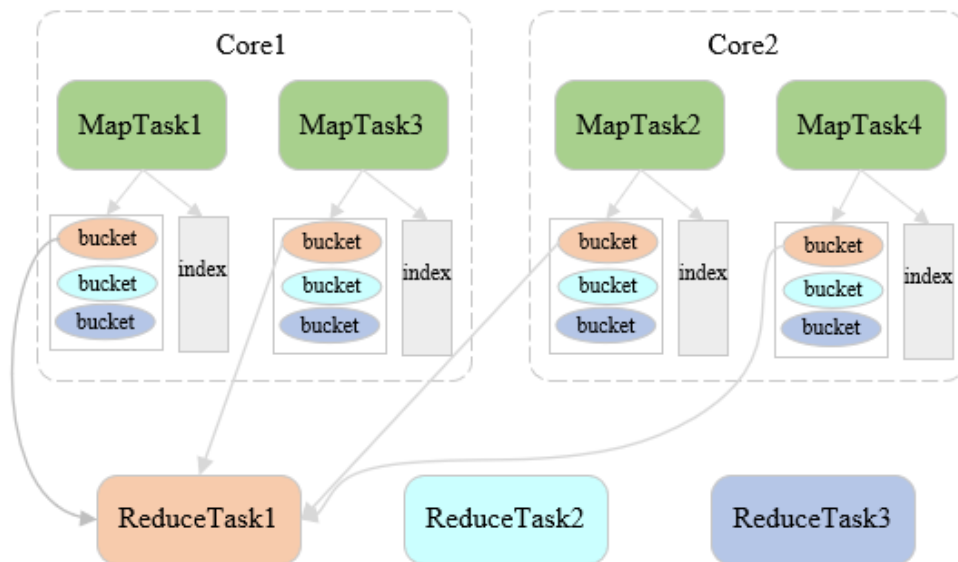 Core1
Core2
MapTask1
MapTask3
MapTask2
MapTask4
bucket
bucket
bucket
index
bucket
bucket
bucket
index
bucket
bucket
bucket
index
bucket
bucket
bucket
index
ReduceTask1
ReduceTask2
ReduceTask3